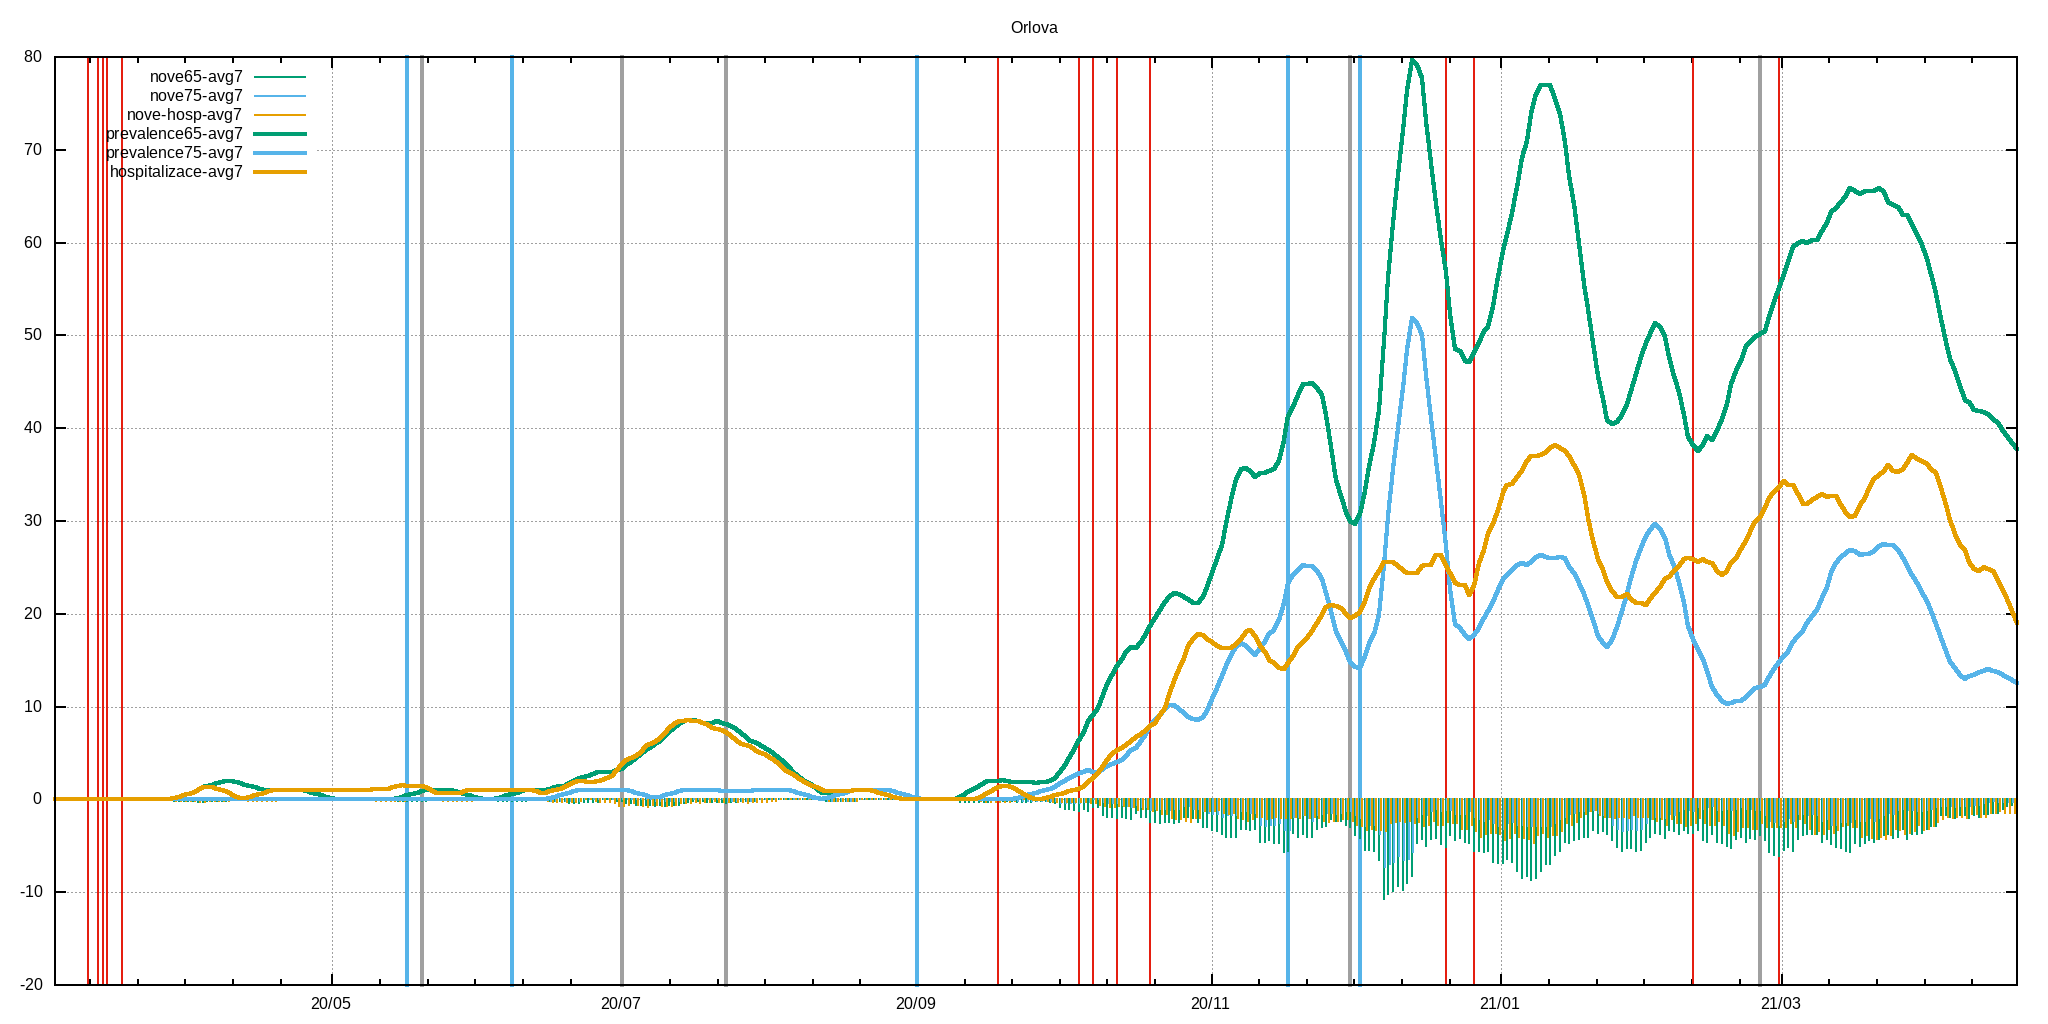 Orlova
80
70
60
50
40
30
20
10
0
-10
-20
nove65-avg7
nove75-avg7
nove-hosp-avg7
prevalence65-avg7
prevalence75-avg7
hospitalizace-avg7
20/05 20/07 20/09 20/11 21/01 21/03